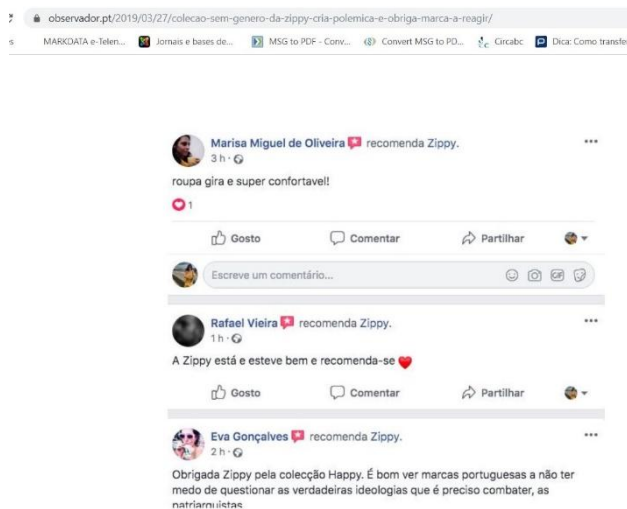 observador.pt/2019/03/27/colecao-sem-genero-da-zippy-cria-polemica-e-obriga-marca-a-reagir/
MARKDATA e-Telen... Jornais e bases de... MSG to PDF - Conv... Convert MSG to PD... Circabc Dica: Como transfe
Marisa Miguel de Oliveira recomenda Zippy.
3 h
roupa gira e super confortavel!
1
Gosto Comentar Partilhar
Escreve um comentário...
GIF
Rafael Vieira recomenda Zippy.
1 h
A Zippy está e esteve bem e recomenda-se
Gosto Comentar Partilhar
Eva Gonçalves recomenda Zippy.
2 h
Obrigada Zippy pela colecção Happy. É bom ver marcas portuguesas a não ter
medo de questionar as verdadeiras ideologias que é preciso combater, as
patriarquistas